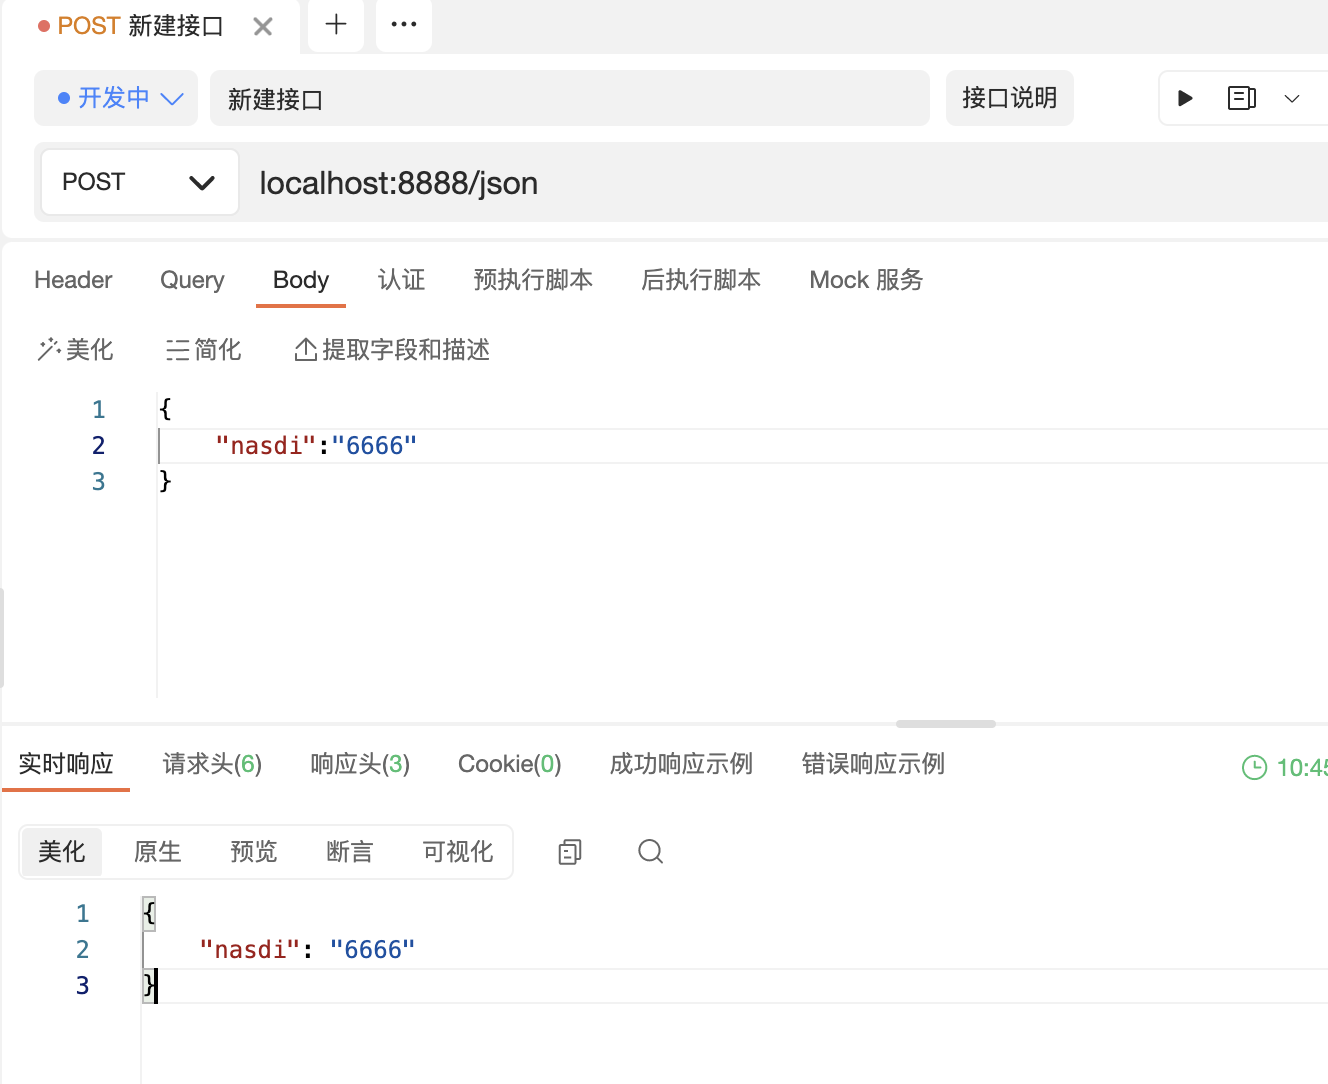 POST 新建接口
开发中 新建接口 接口说明
POST localhost:8888/json
Header Query Body 认证 预执行脚本 后执行脚本 Mock 服务
美化 简化 提取字段和描述
1 {
2 "nasdi":"6666"
3 }
实时响应 请求头(6) 响应头(3) Cookie(0) 成功响应示例 错误响应示例 10:45
美化 原生 预览 断言 可视化
1 {
2 "nasdi": "6666"
3 }